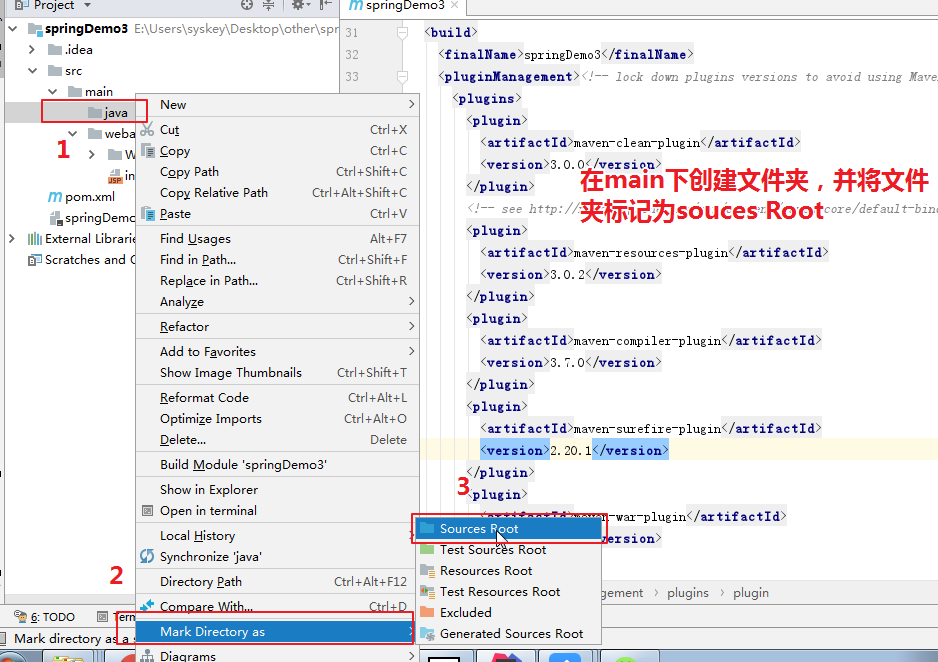 Project
springDemo3
springDemo3 E:\Users\syskey\Desktop\other\spr
.idea
src
main
java
weba
W
in
pom.xml
springDemo
External Librarie
Scratches and C
1
New
Cut Ctrl+X
Copy Ctrl+C
Copy Path Ctrl+Shift+C
Copy Relative Path Ctrl+Alt+Shift+C
Paste Ctrl+V
Find Usages Alt+F7
Find in Path... Ctrl+Shift+F
Replace in Path... Ctrl+Shift+R
Analyze
Refactor
Add to Favorites
Show Image Thumbnails Ctrl+Shift+T
Reformat Code Ctrl+Alt+L
Optimize Imports Ctrl+Alt+O
Delete... Delete
Build Module 'springDemo3'
Show in Explorer
Open in terminal
Local History
Synchronize 'java'
Directory Path Ctrl+Alt+F12
Compare With... Ctrl+D
2
Mark Directory as
Diagrams
3
Sources Root
Test Sources Root
Resources Root
Test Resources Root
Excluded
Generated Sources Root
31 <build>
32 <finalName>springDemo3</finalName>
33 <pluginManagement><!-- lock down plugins versions to avoid using Mave
<plugins>
<plugin>
<artifactId>maven-clean-plugin</artifactId>
<version>3.0.0</version>
</plugin>
<!-- see http://
core/default-bind
<plugin>
<artifactId>maven-resources-plugin</artifactId>
<version>3.0.2</version>
</plugin>
<plugin>
<artifactId>maven-compiler-plugin</artifactId>
<version>3.7.0</version>
</plugin>
<plugin>
<artifactId>maven-surefire-plugin</artifactId>
<version>2.20.1</version>
</plugin>
<plugin>
<artifactId>maven-war-plugin</artifactId>
version>
在main下创建文件夹，并将文件
夹标记为souces Root
gement › plugins › plugin
6: TODO Term
Mark directory as a s